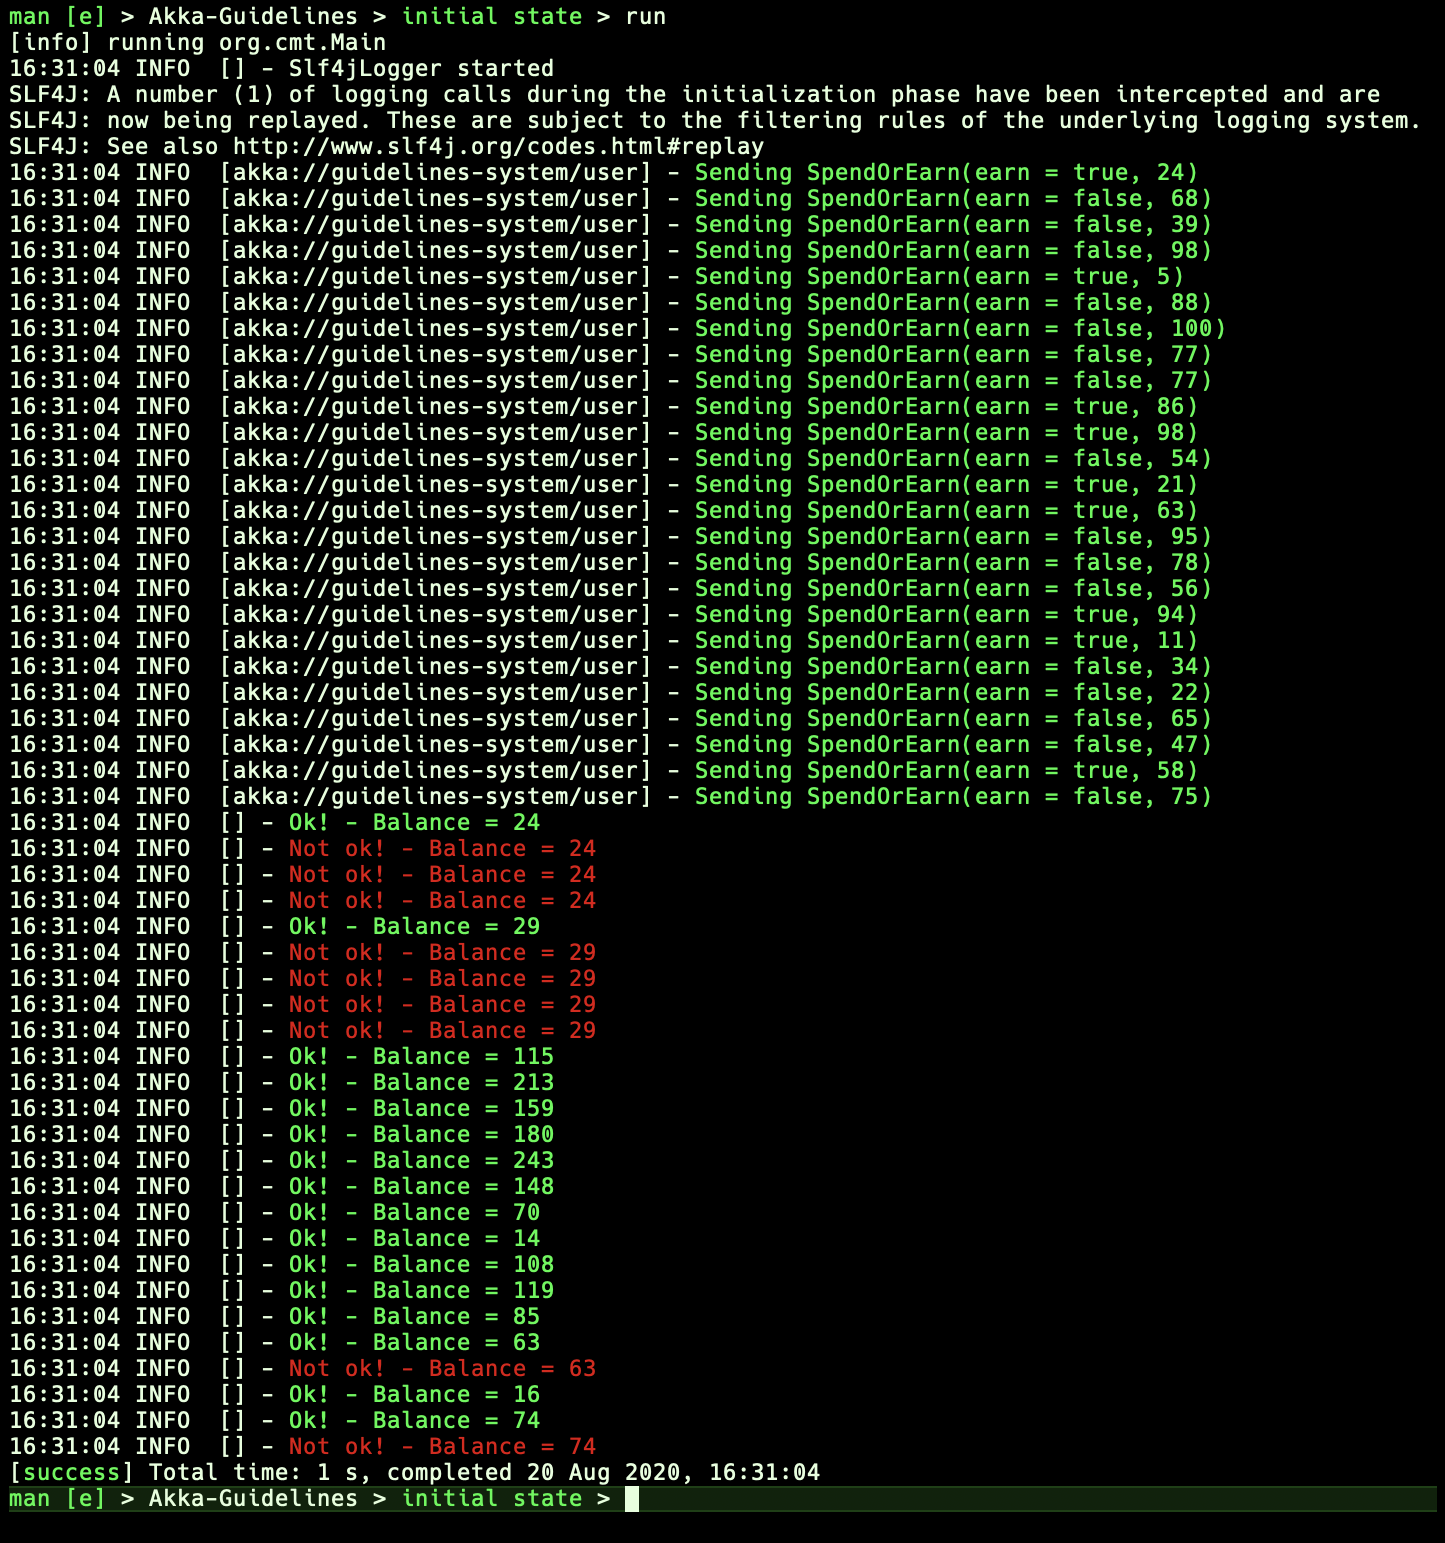 man [e] > Akka-Guidelines > initial state > run
[info] running org.cmt.Main
16:31:04 INFO  [] - Slf4jLogger started
SLF4J: A number (1) of logging calls during the initialization phase have been intercepted and are
SLF4J: now being replayed. These are subject to the filtering rules of the underlying logging system.
SLF4J: See also http://www.slf4j.org/codes.html#replay
16:31:04 INFO  [akka://guidelines-system/user] - Sending SpendOrEarn(earn = true, 24)
16:31:04 INFO  [akka://guidelines-system/user] - Sending SpendOrEarn(earn = false, 68)
16:31:04 INFO  [akka://guidelines-system/user] - Sending SpendOrEarn(earn = false, 39)
16:31:04 INFO  [akka://guidelines-system/user] - Sending SpendOrEarn(earn = false, 98)
16:31:04 INFO  [akka://guidelines-system/user] - Sending SpendOrEarn(earn = true, 5)
16:31:04 INFO  [akka://guidelines-system/user] - Sending SpendOrEarn(earn = false, 88)
16:31:04 INFO  [akka://guidelines-system/user] - Sending SpendOrEarn(earn = false, 100)
16:31:04 INFO  [akka://guidelines-system/user] - Sending SpendOrEarn(earn = false, 77)
16:31:04 INFO  [akka://guidelines-system/user] - Sending SpendOrEarn(earn = false, 77)
16:31:04 INFO  [akka://guidelines-system/user] - Sending SpendOrEarn(earn = true, 86)
16:31:04 INFO  [akka://guidelines-system/user] - Sending SpendOrEarn(earn = true, 98)
16:31:04 INFO  [akka://guidelines-system/user] - Sending SpendOrEarn(earn = false, 54)
16:31:04 INFO  [akka://guidelines-system/user] - Sending SpendOrEarn(earn = true, 21)
16:31:04 INFO  [akka://guidelines-system/user] - Sending SpendOrEarn(earn = true, 63)
16:31:04 INFO  [akka://guidelines-system/user] - Sending SpendOrEarn(earn = false, 95)
16:31:04 INFO  [akka://guidelines-system/user] - Sending SpendOrEarn(earn = false, 78)
16:31:04 INFO  [akka://guidelines-system/user] - Sending SpendOrEarn(earn = false, 56)
16:31:04 INFO  [akka://guidelines-system/user] - Sending SpendOrEarn(earn = true, 94)
16:31:04 INFO  [akka://guidelines-system/user] - Sending SpendOrEarn(earn = true, 11)
16:31:04 INFO  [akka://guidelines-system/user] - Sending SpendOrEarn(earn = false, 34)
16:31:04 INFO  [akka://guidelines-system/user] - Sending SpendOrEarn(earn = false, 22)
16:31:04 INFO  [akka://guidelines-system/user] - Sending SpendOrEarn(earn = false, 65)
16:31:04 INFO  [akka://guidelines-system/user] - Sending SpendOrEarn(earn = false, 47)
16:31:04 INFO  [akka://guidelines-system/user] - Sending SpendOrEarn(earn = true, 58)
16:31:04 INFO  [akka://guidelines-system/user] - Sending SpendOrEarn(earn = false, 75)
16:31:04 INFO  [] - Ok! - Balance = 24
16:31:04 INFO  [] - Not ok! - Balance = 24
16:31:04 INFO  [] - Not ok! - Balance = 24
16:31:04 INFO  [] - Not ok! - Balance = 24
16:31:04 INFO  [] - Ok! - Balance = 29
16:31:04 INFO  [] - Not ok! - Balance = 29
16:31:04 INFO  [] - Not ok! - Balance = 29
16:31:04 INFO  [] - Not ok! - Balance = 29
16:31:04 INFO  [] - Not ok! - Balance = 29
16:31:04 INFO  [] - Ok! - Balance = 115
16:31:04 INFO  [] - Ok! - Balance = 213
16:31:04 INFO  [] - Ok! - Balance = 159
16:31:04 INFO  [] - Ok! - Balance = 180
16:31:04 INFO  [] - Ok! - Balance = 243
16:31:04 INFO  [] - Ok! - Balance = 148
16:31:04 INFO  [] - Ok! - Balance = 70
16:31:04 INFO  [] - Ok! - Balance = 14
16:31:04 INFO  [] - Ok! - Balance = 108
16:31:04 INFO  [] - Ok! - Balance = 119
16:31:04 INFO  [] - Ok! - Balance = 85
16:31:04 INFO  [] - Ok! - Balance = 63
16:31:04 INFO  [] - Not ok! - Balance = 63
16:31:04 INFO  [] - Ok! - Balance = 16
16:31:04 INFO  [] - Ok! - Balance = 74
16:31:04 INFO  [] - Not ok! - Balance = 74
[success] Total time: 1 s, completed 20 Aug 2020, 16:31:04
man [e] > Akka-Guidelines > initial state >